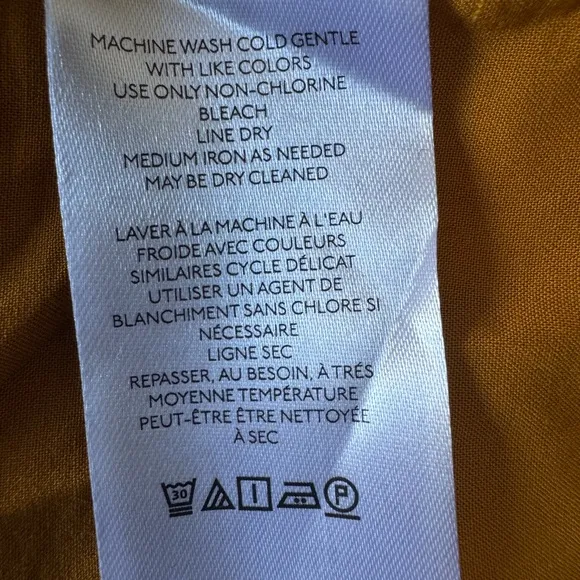 MACHINE WASH COLD GENTLE
WITH LIKE COLORS
USE ONLY NON-CHLORINE
BLEACH
LINE DRY
MEDIUM IRON AS NEEDED
MAY BE DRY CLEANED
LAVER À LA MACHINE À L'EAU
FROIDE AVEC COULEURS
SIMILAIRES CYCLE DÉLICAT
UTILISER UN AGENT DE
BLANCHIMENT SANS CHLORE SI
NÉCESSAIRE
LIGNE SEC
REPASSER, AU BESOIN, À TRÉS
MOYENNE TEMPÉRATURE
PEUT-ÊTRE ÊTRE NETTOYÉE
À SEC
30 P